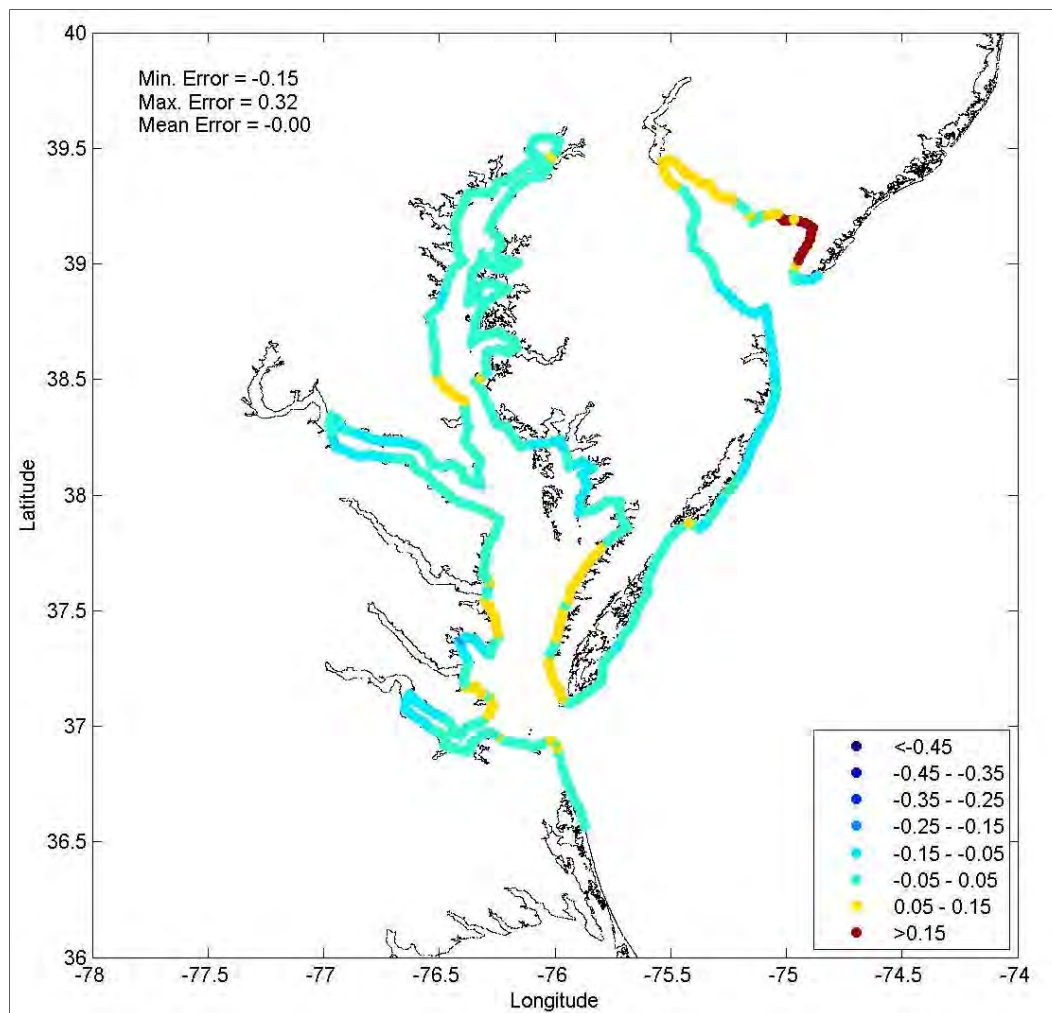 Min. Error = -0.15
Max. Error = 0.32
Mean Error = -0.00
Latitude
40
39.5
39
38.5
38
37.5
37
36.5
36
-78
-77.5
-77
-76.5
-76
-75.5
-75
-74.5
-74
Longitude
<-0.45
-0.45 - -0.35
-0.35 - -0.25
-0.25 - -0.15
-0.15 - -0.05
-0.05 - 0.05
0.05 - 0.15
>0.15